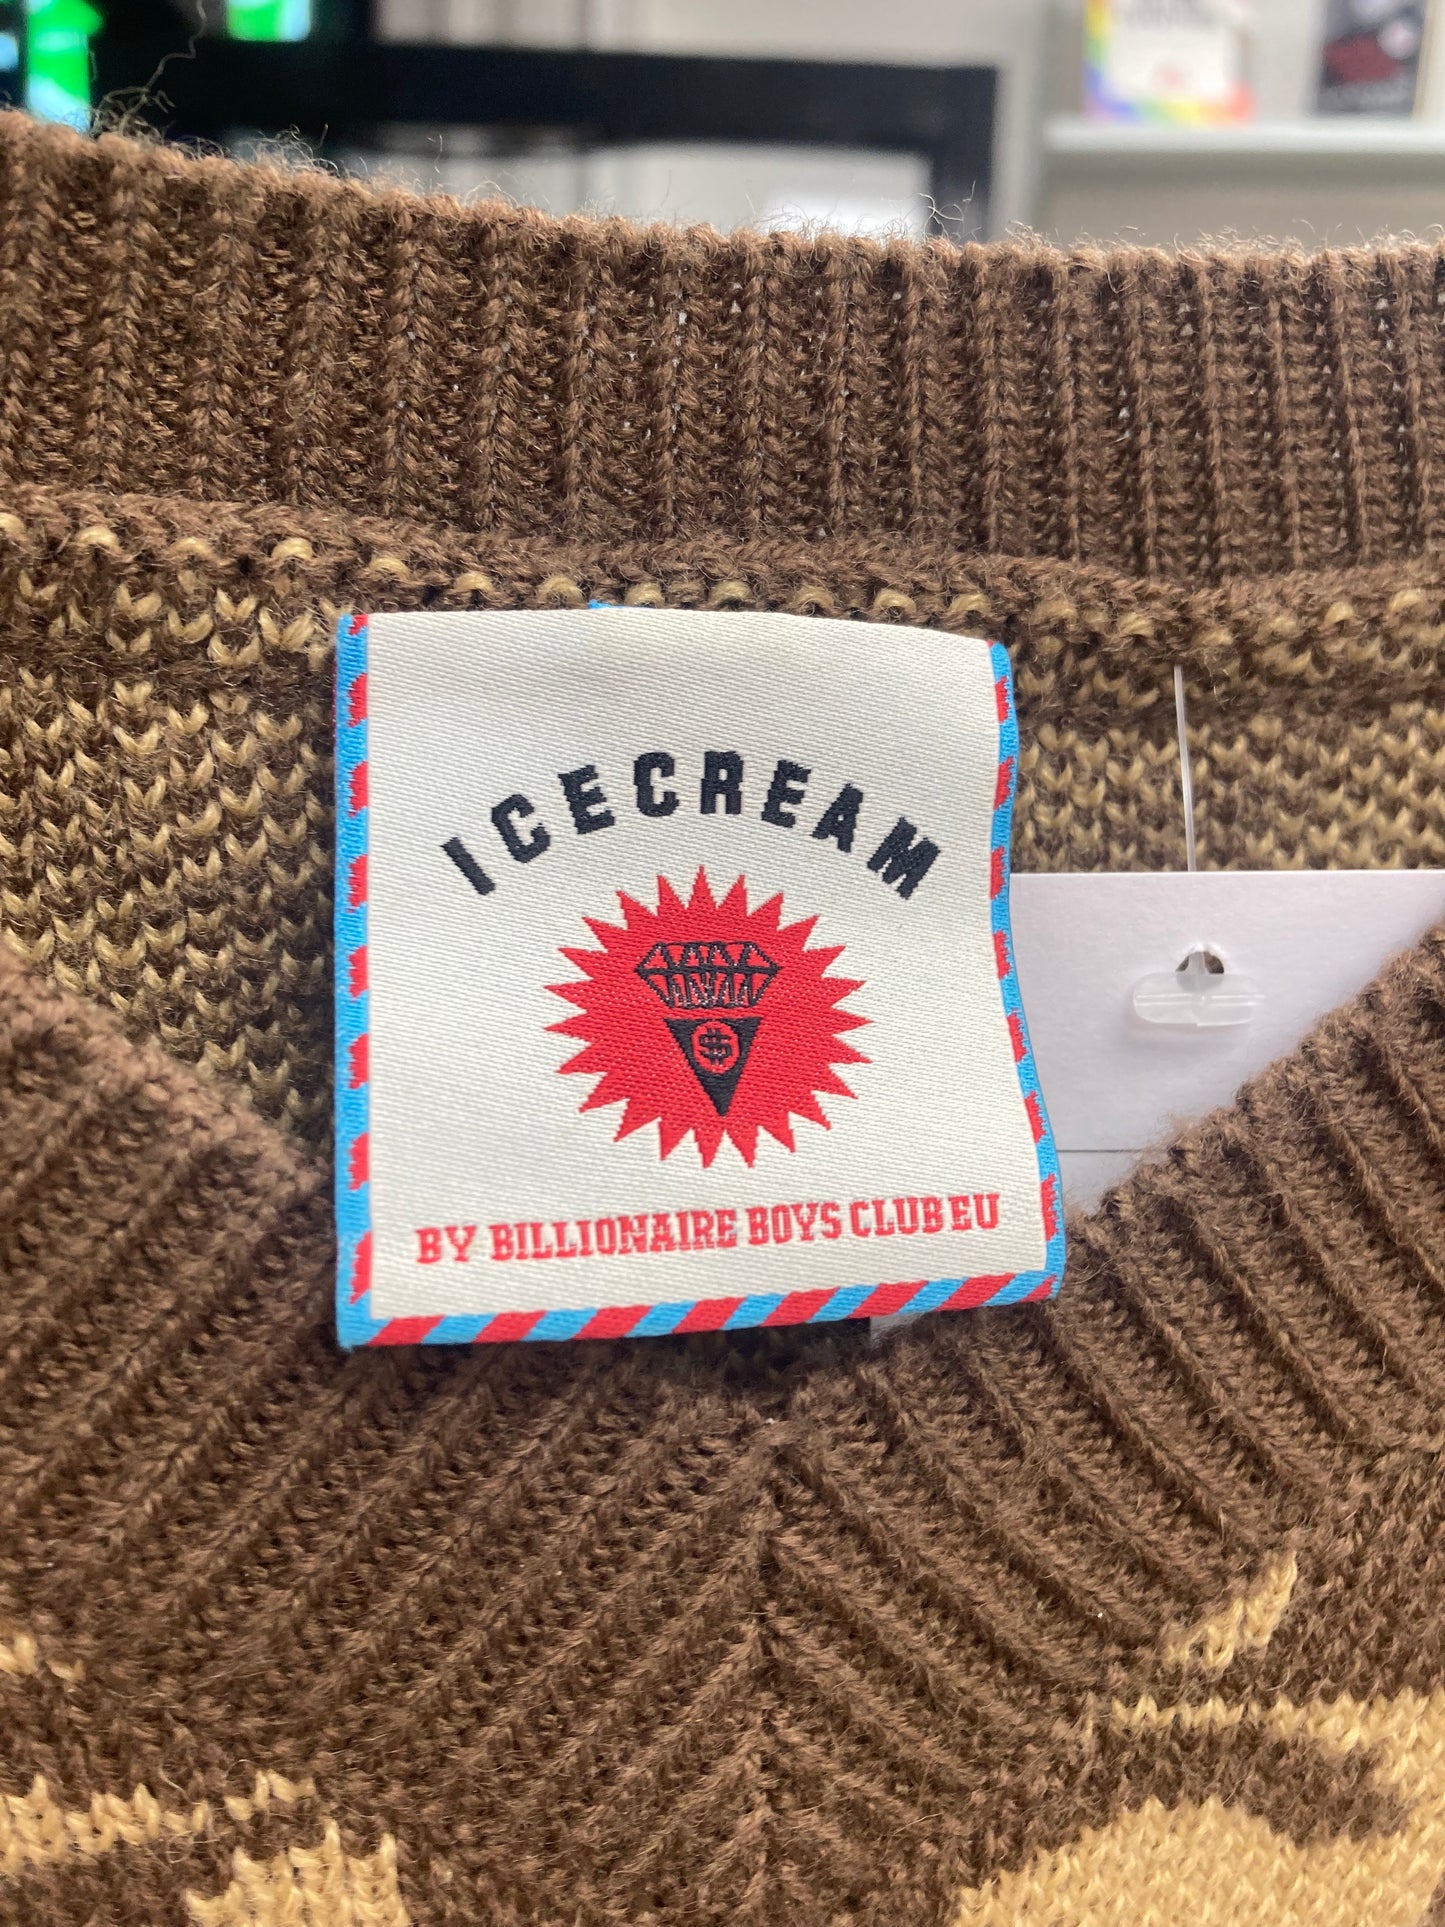 ICECREAM
$
BY BILLIONAIRE BOYS CLUB EU